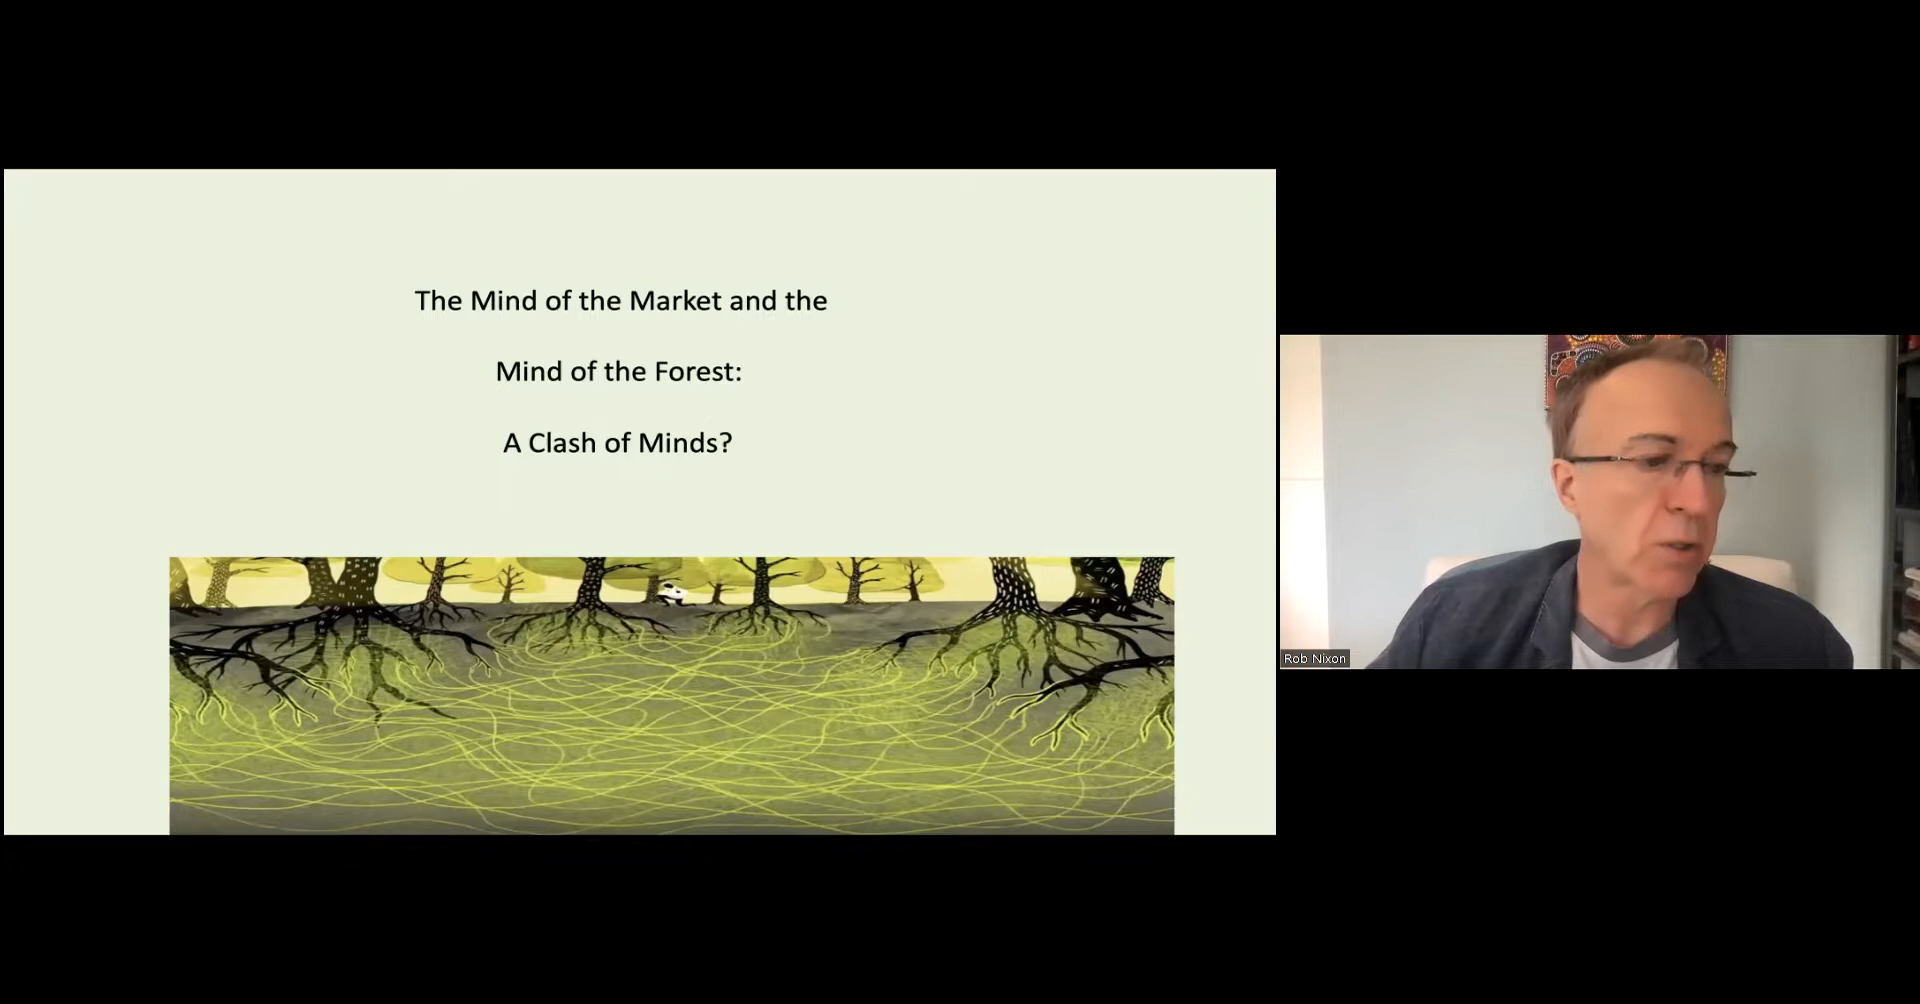 The Mind of the Market and the
Mind of the Forest:
A Clash of Minds?
Rob Nixon